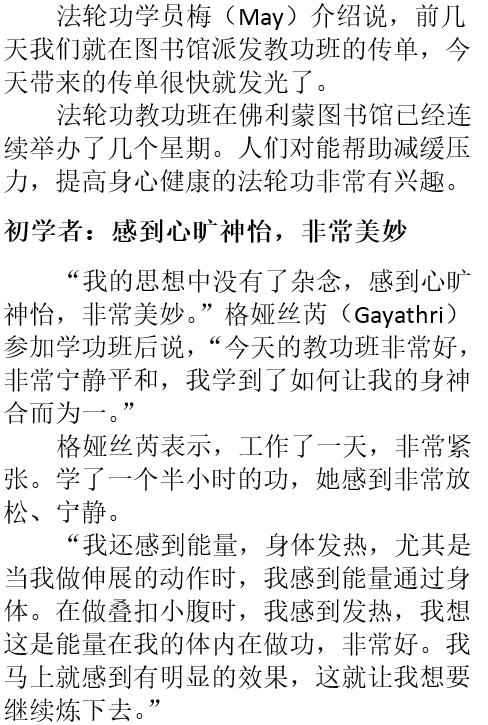 法轮功学员梅（May）介绍说，前几
天我们就在图书馆派发教功班的传单，今
天带来的传单很快就发光了。
法轮功教功班在佛利蒙图书馆已经连
续举办了几个星期。人们对能帮助减缓压
力，提高身心健康的法轮功非常有兴趣。
初学者：感到心旷神怡，非常美妙
“我的思想中没有了杂念，感到心旷
神怡，非常美妙。”格娅丝芮（Gayathri）
参加学功班后说，“今天的教功班非常好，
非常宁静平和，我学到了如何让我的身神
合而为一。”
格娅丝芮表示，工作了一天，非常紧
张。学了一个半小时的功，她感到非常放
松、宁静。
“我还感到能量，身体发热，尤其是
当我做伸展的动作时，我感到能量通过身
体。在做叠扣小腹时，我感到发热，我想
这是能量在我的体内在做功，非常好。我
马上就感到有明显的效果，这就让我想要
继续炼下去。”